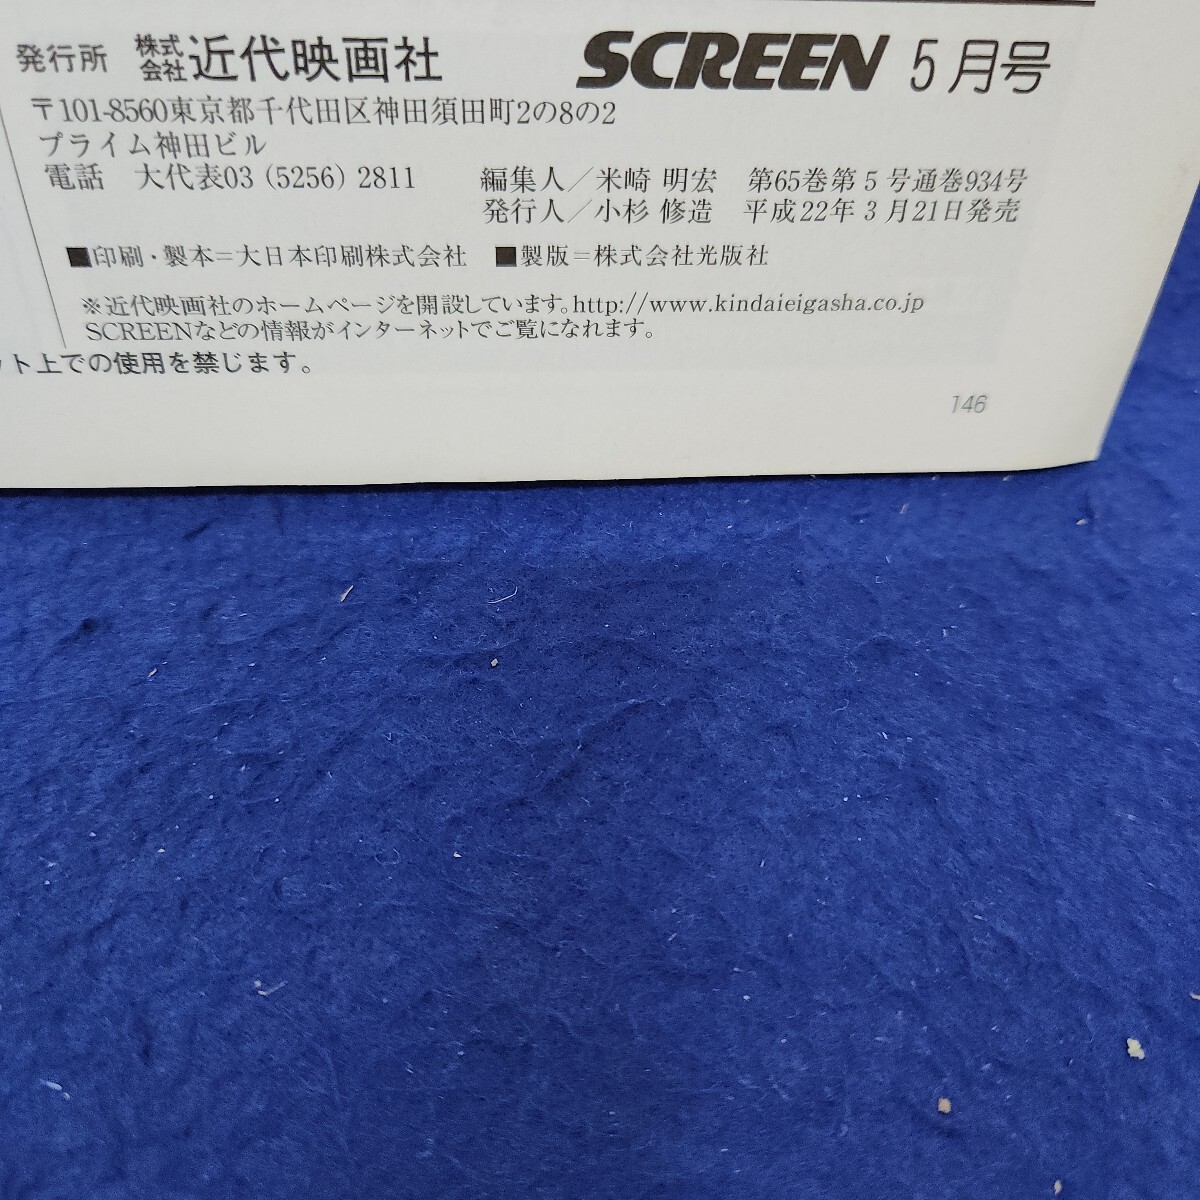 発行所 株式会社 近代映画社 SCREEN 5月号
〒101-8560東京都千代田区神田須田町2の8の2
プライム神田ビル
電話 大代表03 (5256) 2811
編集人／米崎 明宏 第65巻第5号通巻934号
発行人／小杉 修造 平成22年3月21日発売
■印刷・製本＝大日本印刷株式会社 ■製版＝株式会社光版社
※近代映画社のホームページを開設しています。http://www.kindaieigasha.co.jp
SCREENなどの情報がインターネットでご覧になれます。
ット上での使用を禁じます。
146